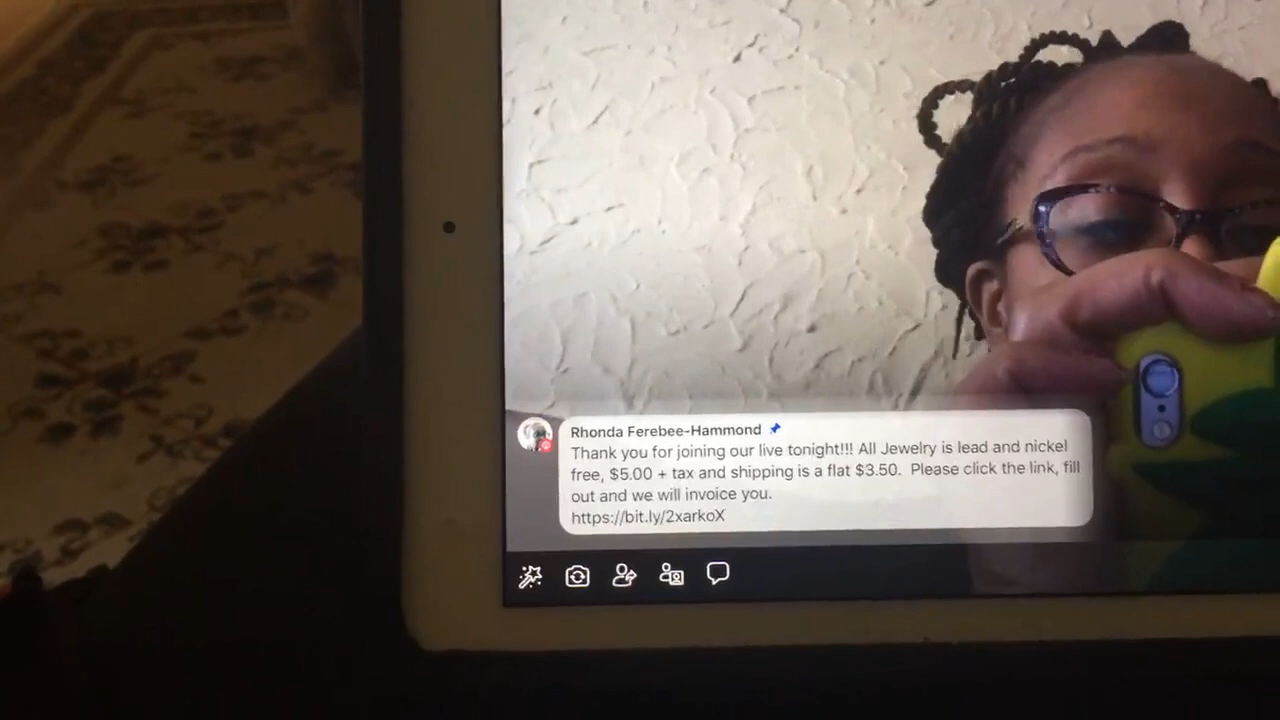 Rhonda Ferebee-Hammond
Thank you for joining our live tonight!!! All Jewelry is lead and nickel
free, $5.00 + tax and shipping is a flat $3.50. Please click the link, fill
out and we will invoice you.
https://bit.ly/2xarkoX